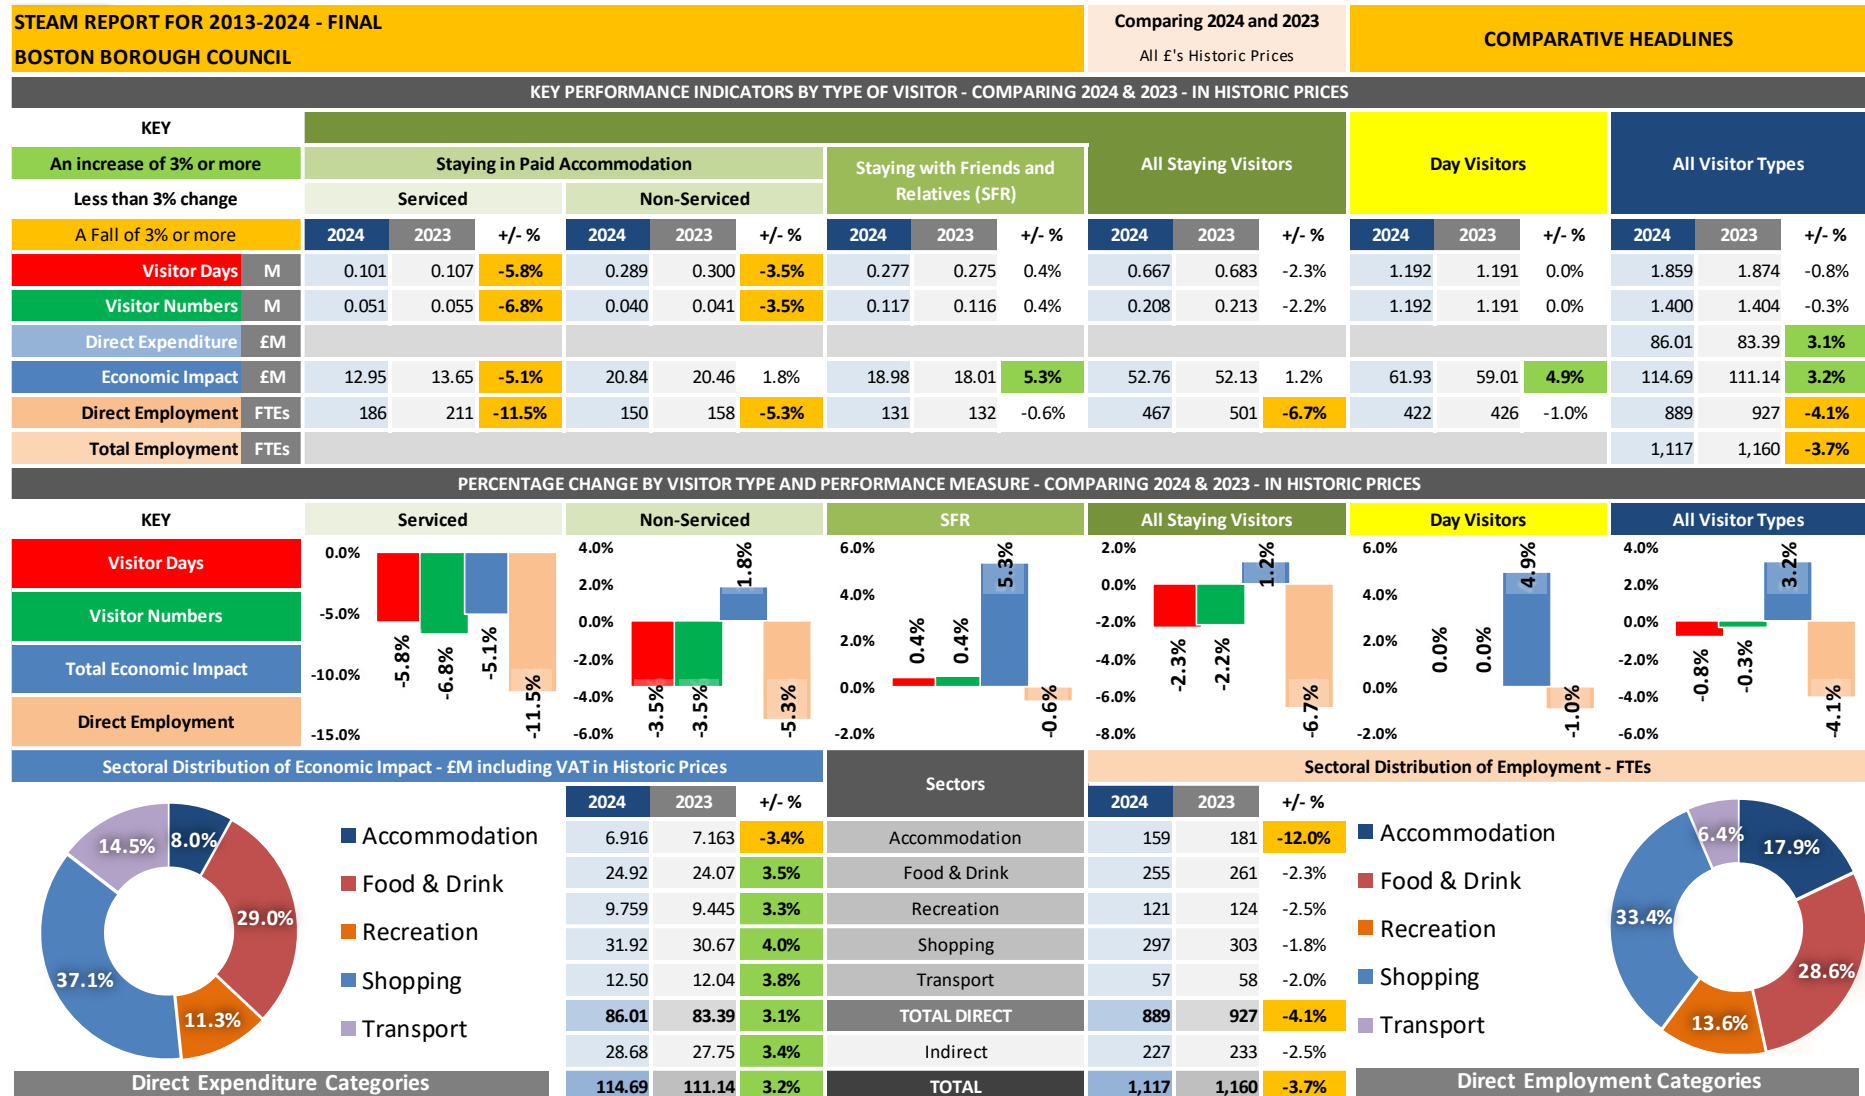 STEAM REPORT FOR 2013-2024 - FINAL
BOSTON BOROUGH COUNCIL
Comparing 2024 and 2023
All £'s Historic Prices
COMPARATIVE HEADLINES
KEY PERFORMANCE INDICATORS BY TYPE OF VISITOR - COMPARING 2024 & 2023 - IN HISTORIC PRICES
KEY
An increase of 3% or more
Less than 3% change
A Fall of 3% or more
Staying in Paid Accommodation
Serviced
Non-Serviced
Staying with Friends and
Relatives (SFR)
All Staying Visitors
Day Visitors
All Visitor Types
2024 2023 +/- % 2024 2023 +/- % 2024 2023 +/- % 2024 2023 +/- % 2024 2023 +/- % 2024 2023 +/- %
Visitor Days M 0.101 0.107 -5.8% 0.289 0.300 -3.5% 0.277 0.275 0.4% 0.667 0.683 -2.3% 1.192 1.191 0.0% 1.859 1.874 -0.8%
Visitor Numbers M 0.051 0.055 -6.8% 0.040 0.041 -3.5% 0.117 0.116 0.4% 0.208 0.213 -2.2% 1.192 1.191 0.0% 1.400 1.404 -0.3%
Direct Expenditure £M 86.01 83.39 3.1%
Economic Impact £M 12.95 13.65 -5.1% 20.84 20.46 1.8% 18.98 18.01 5.3% 52.76 52.13 1.2% 61.93 59.01 4.9% 114.69 111.14 3.2%
Direct Employment FTEs 186 211 -11.5% 150 158 -5.3% 131 132 -0.6% 467 501 -6.7% 422 426 -1.0% 889 927 -4.1%
Total Employment FTEs 1,117 1,160 -3.7%
PERCENTAGE CHANGE BY VISITOR TYPE AND PERFORMANCE MEASURE - COMPARING 2024 & 2023 - IN HISTORIC PRICES
KEY
Visitor Days
Visitor Numbers
Total Economic Impact
Direct Employment
Serviced
0.0%
-5.0%
-10.0%
-15.0%
-5.8%
-6.8%
-5.1%
-11.5%
Non-Serviced
4.0%
2.0%
0.0%
-2.0%
-4.0%
-6.0%
-3.5%
-3.5%
1.8%
-5.3%
SFR
6.0%
4.0%
2.0%
0.0%
-2.0%
0.4%
0.4%
5.3%
-0.6%
All Staying Visitors
2.0%
0.0%
-2.0%
-4.0%
-6.0%
-8.0%
-2.3%
-2.2%
1.2%
-6.7%
Day Visitors
6.0%
4.0%
2.0%
0.0%
-2.0%
0.0%
0.0%
4.9%
-1.0%
All Visitor Types
4.0%
2.0%
0.0%
-2.0%
-4.0%
-6.0%
-0.8%
-0.3%
3.2%
-4.1%
Sectoral Distribution of Economic Impact - £M including VAT in Historic Prices
Sectors
Sectoral Distribution of Employment - FTEs
8.0%
29.0%
11.3%
37.1%
14.5%
Accommodation
Food & Drink
Recreation
Shopping
Transport
Direct Expenditure Categories
2024 2023 +/- % 2024 2023 +/- %
6.916 7.163 -3.4% Accommodation 159 181 -12.0%
24.92 24.07 3.5% Food & Drink 255 261 -2.3%
9.759 9.445 3.3% Recreation 121 124 -2.5%
31.92 30.67 4.0% Shopping 297 303 -1.8%
12.50 12.04 3.8% Transport 57 58 -2.0%
86.01 83.39 3.1% TOTAL DIRECT 889 927 -4.1%
28.68 27.75 3.4% Indirect 227 233 -2.5%
114.69 111.14 3.2% TOTAL 1,117 1,160 -3.7%
Accommodation
Food & Drink
Recreation
Shopping
Transport
17.9%
28.6%
13.6%
33.4%
6.4%
Direct Employment Categories